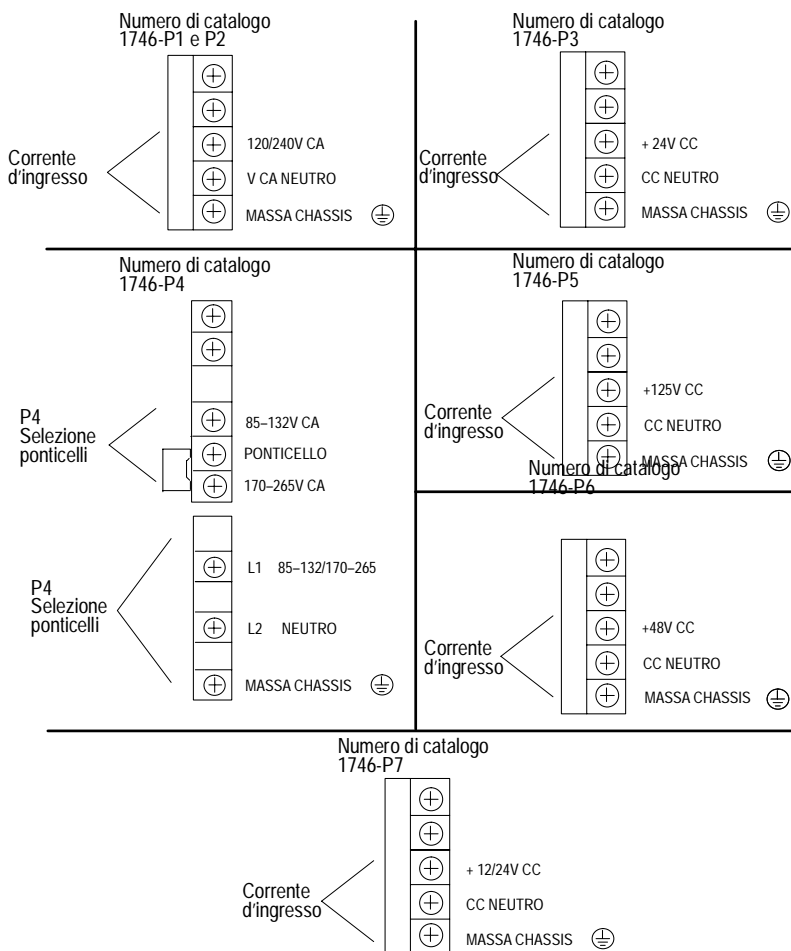 Numero di catalogo
1746-P1 e P2
Corrente
d'ingresso
120/240V CA
V CA NEUTRO
MASSA CHASSIS
Numero di catalogo
1746-P3
Corrente
d'ingresso
+ 24V CC
CC NEUTRO
MASSA CHASSIS
Numero di catalogo
1746-P4
P4
Selezione
ponticelli
85–132V CA
PONTICELLO
170–265V CA
P4
Selezione
ponticelli
L1 85–132/170–265
L2 NEUTRO
MASSA CHASSIS
Numero di catalogo
1746-P5
Corrente
d'ingresso
+125V CC
CC NEUTRO
MASSA CHASSIS
Numero di catalogo
1746-P6
Corrente
d'ingresso
+48V CC
CC NEUTRO
MASSA CHASSIS
Numero di catalogo
1746-P7
Corrente
d'ingresso
+ 12/24V CC
CC NEUTRO
MASSA CHASSIS